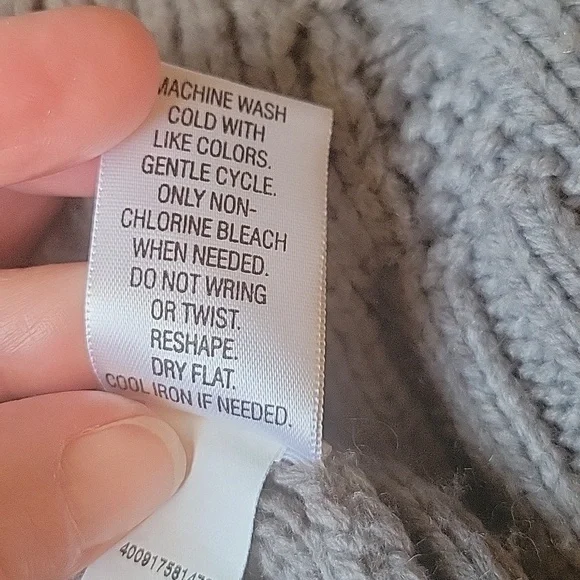 MACHINE WASH
COLD WITH
LIKE COLORS.
GENTLE CYCLE.
ONLY NON-
CHLORINE BLEACH
WHEN NEEDED.
DO NOT WRING
OR TWIST.
RESHAPE.
DRY FLAT.
COOL IRON IF NEEDED.